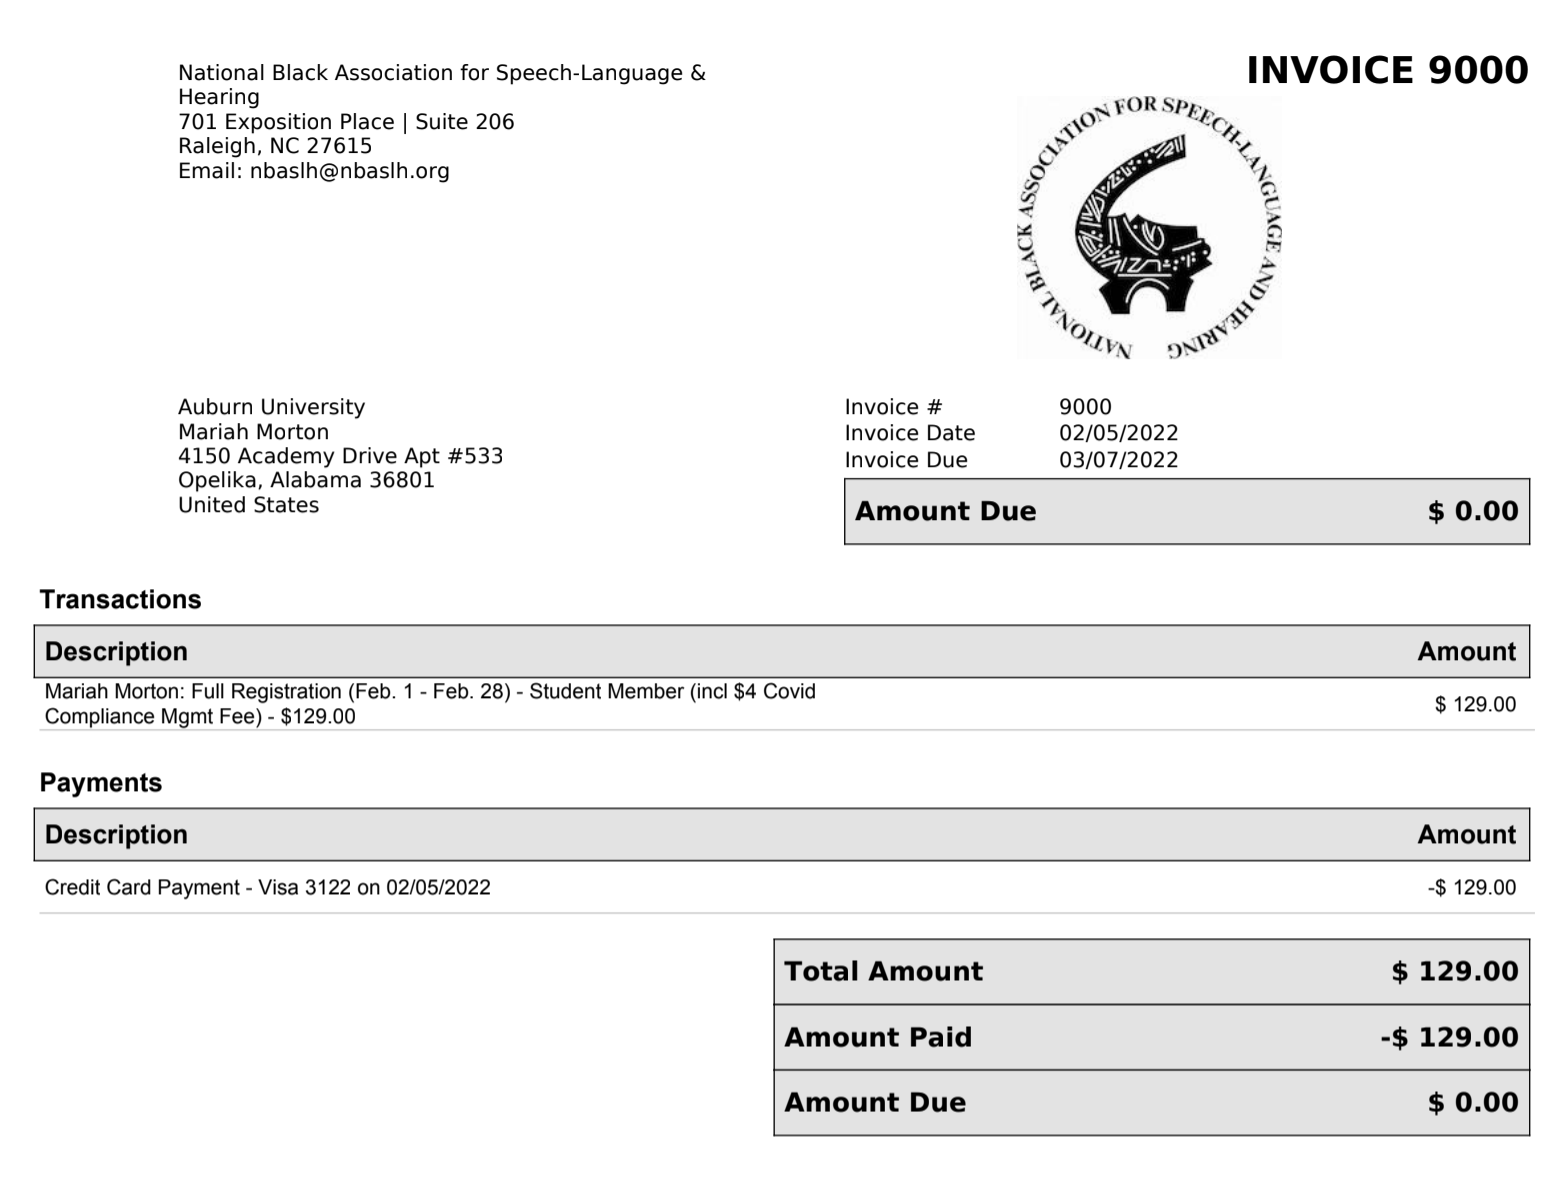 National Black Association for Speech-Language &
Hearing
701 Exposition Place | Suite 206
Raleigh, NC 27615
Email: nbaslh@nbaslh.org
INVOICE 9000
NATIONAL BLACK ASSOCIATION FOR SPEECH-LANGUAGE AND HEARING
Auburn University
Mariah Morton
4150 Academy Drive Apt #533
Opelika, Alabama 36801
United States
Invoice # 9000
Invoice Date 02/05/2022
Invoice Due 03/07/2022
Amount Due $ 0.00
Transactions
Description Amount
Mariah Morton: Full Registration (Feb. 1 - Feb. 28) - Student Member (incl $4 Covid
Compliance Mgmt Fee) - $129.00 $ 129.00
Payments
Description Amount
Credit Card Payment - Visa 3122 on 02/05/2022 -$ 129.00
Total Amount $ 129.00
Amount Paid -$ 129.00
Amount Due $ 0.00